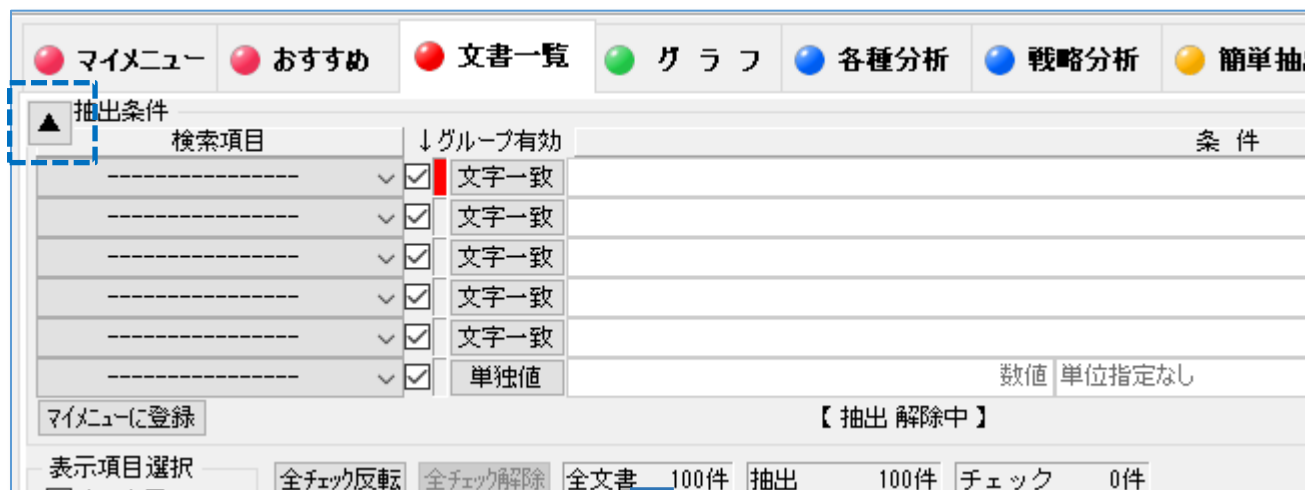 マイメニュー おすすめ 文書一覧 グ ラ フ 各種分析 戦略分析 簡単抽
▲ 抽出条件
検索項目 ↓グループ有効 条 件
---------------- 文字一致
---------------- 文字一致
---------------- 文字一致
---------------- 文字一致
---------------- 文字一致
---------------- 単独値 数値 単位指定なし
マイメニューに登録 【 抽出 解除中 】
表示項目選択 全チェック反転 全チェック解除 全文書 100件 抽出 100件 チェック 0件